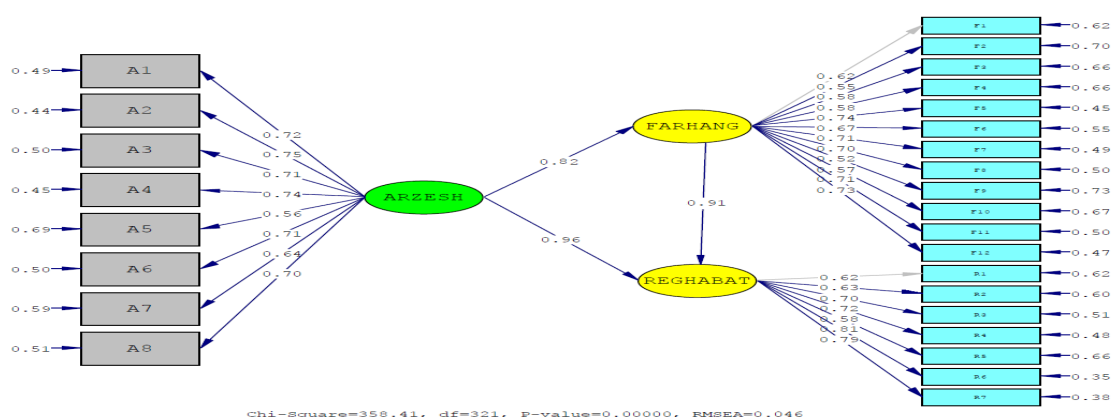 0.49 A1
0.44 A2
0.50 A3
0.45 A4
0.69 A5
0.50 A6
0.59 A7
0.51 A8
0.72
0.75
0.71
0.74
0.56
0.71
0.64
0.70
ARZESH
0.82
0.96
FARHANG
0.91
REGHABAT
0.62
0.55
0.58
0.58
0.74
0.67
0.71
0.70
0.52
0.57
0.71
0.73
0.62
0.63
0.70
0.72
0.58
0.81
0.79
F1 0.62
F2 0.70
F3 0.66
F4 0.66
F5 0.45
F6 0.55
F7 0.49
F8 0.50
F9 0.73
F10 0.67
F11 0.50
F12 0.47
R1 0.62
R2 0.60
R3 0.51
R4 0.48
R5 0.66
R6 0.35
R7 0.38
Chi-Square=358.41, df=321, P-value=0.00000, RMSEA=0.046